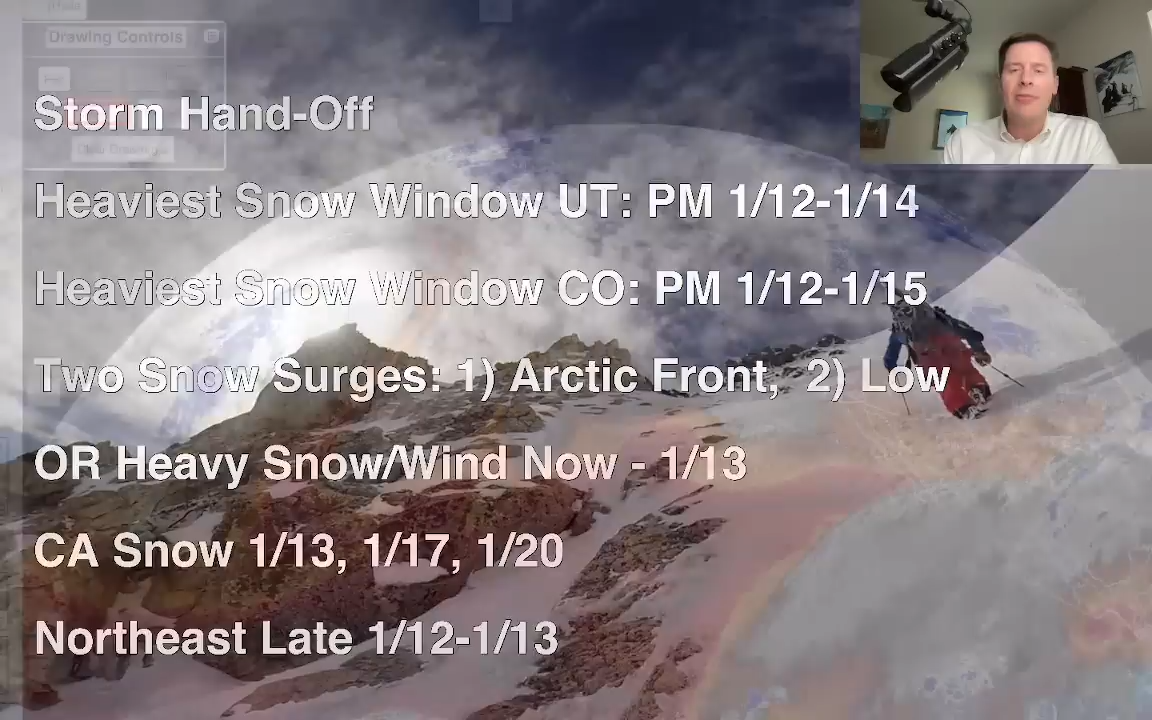 Drawing Controls
Storm Hand-Off
Heaviest Snow Window UT: PM 1/12-1/14
Heaviest Snow Window CO: PM 1/12-1/15
Two Snow Surges: 1) Arctic Front, 2) Low
OR Heavy Snow/Wind Now - 1/13
CA Snow 1/13, 1/17, 1/20
Northeast Late 1/12-1/13